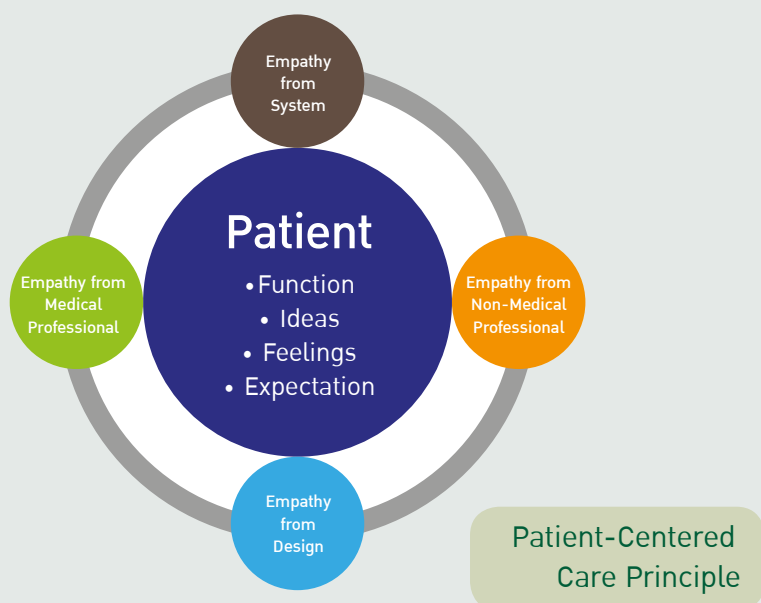 Empathy
from
System
Patient
• Function
• Ideas
• Feelings
• Expectation
Empathy from
Medical
Professional
Empathy from
Non-Medical
Professional
Empathy
from
Design
Patient-Centered
Care Principle